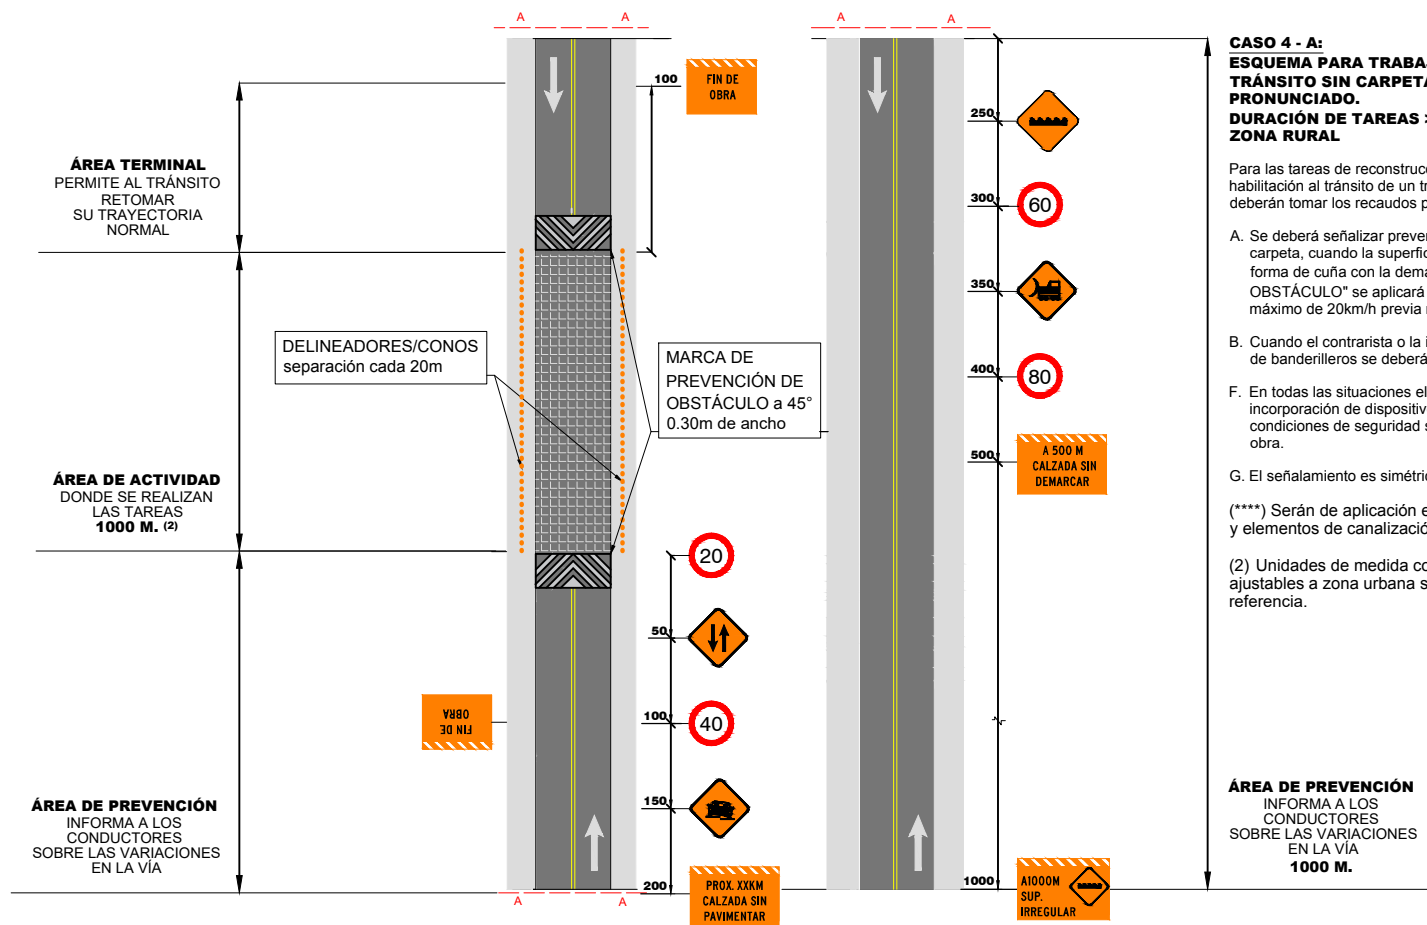 A
A
A
A
ÁREA TERMINAL
PERMITE AL TRÁNSITO
RETOMAR
SU TRAYECTORIA
NORMAL
100
FIN DE
OBRA
DELINEADORES/CONOS
separación cada 20m
MARCA DE
PREVENCIÓN DE
OBSTÁCULO a 45°
0.30m de ancho
ÁREA DE ACTIVIDAD
DONDE SE REALIZAN
LAS TAREAS
1000 M. (2)
20
50
100
40
FIN DE
OBRA
150
ÁREA DE PREVENCIÓN
INFORMA A LOS
CONDUCTORES
SOBRE LAS VARIACIONES
EN LA VÍA
200
PROX. XXKM
CALZADA SIN
PAVIMENTAR
A
A
250
300
60
350
400
80
500
A 500 M
CALZADA SIN
DEMARCAR
1000
A1000M
SUP.
IRREGULAR
CASO 4 - A:
ESQUEMA PARA TRABA
TRÁNSITO SIN CARPETA
PRONUNCIADO.
DURACIÓN DE TAREAS >
ZONA RURAL
Para las tareas de reconstruc
habilitación al tránsito de un tr
deberán tomar los recaudos p
A. Se deberá señalizar preven
carpeta, cuando la superfic
forma de cuña con la dema
OBSTÁCULO" se aplicará
máximo de 20km/h previa
B. Cuando el contrarista o la i
de banderilleros se deberá
F. En todas las situaciones el
incorporación de dispositiv
condiciones de seguridad s
obra.
G. El señalamiento es simétric
(****) Serán de aplicación e
y elementos de canalizació
(2) Unidades de medida co
ajustables a zona urbana s
referencia.
ÁREA DE PREVENCIÓN
INFORMA A LOS
CONDUCTORES
SOBRE LAS VARIACIONES
EN LA VÍA
1000 M.